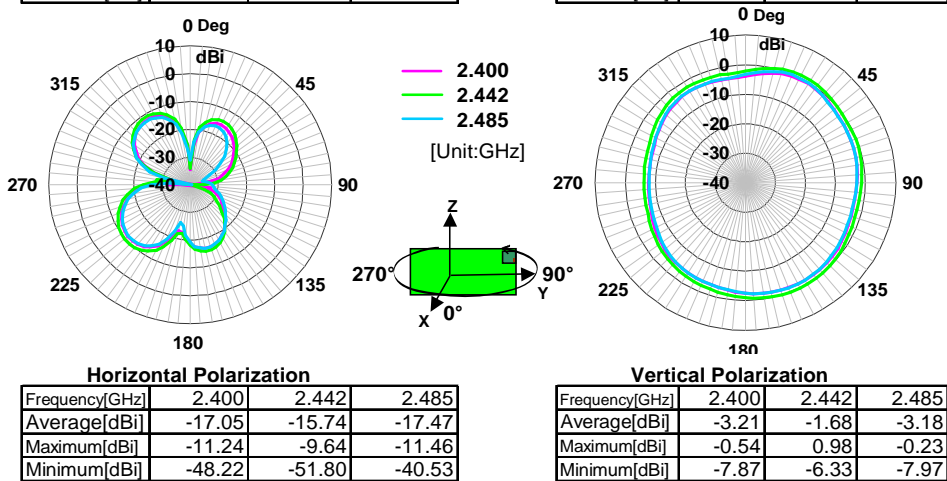 0 Deg
10
dBi
0
-10
-20
-30
-40
315
45
270
90
225
135
180
2.400
2.442
2.485
[Unit:GHz]
Z
270°
90°
Y
X
0°
0 Deg
10
dBi
0
-10
-20
-30
-40
315
45
270
90
225
135
180
Horizontal Polarization
Frequency[GHz] 2.400 2.442 2.485
Average[dBi] -17.05 -15.74 -17.47
Maximum[dBi] -11.24 -9.64 -11.46
Minimum[dBi] -48.22 -51.80 -40.53
Vertical Polarization
Frequency[GHz] 2.400 2.442 2.485
Average[dBi] -3.21 -1.68 -3.18
Maximum[dBi] -0.54 0.98 -0.23
Minimum[dBi] -7.87 -6.33 -7.97